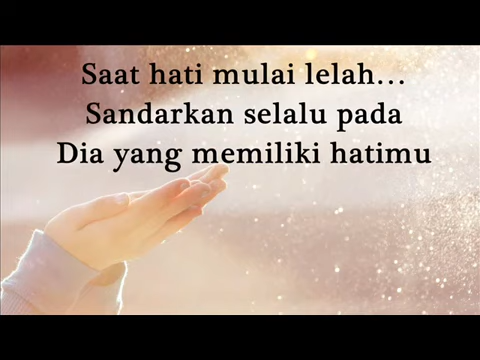 Saat hati mulai lelah...
Sandarkan selalu pada
Dia yang memiliki hatimu